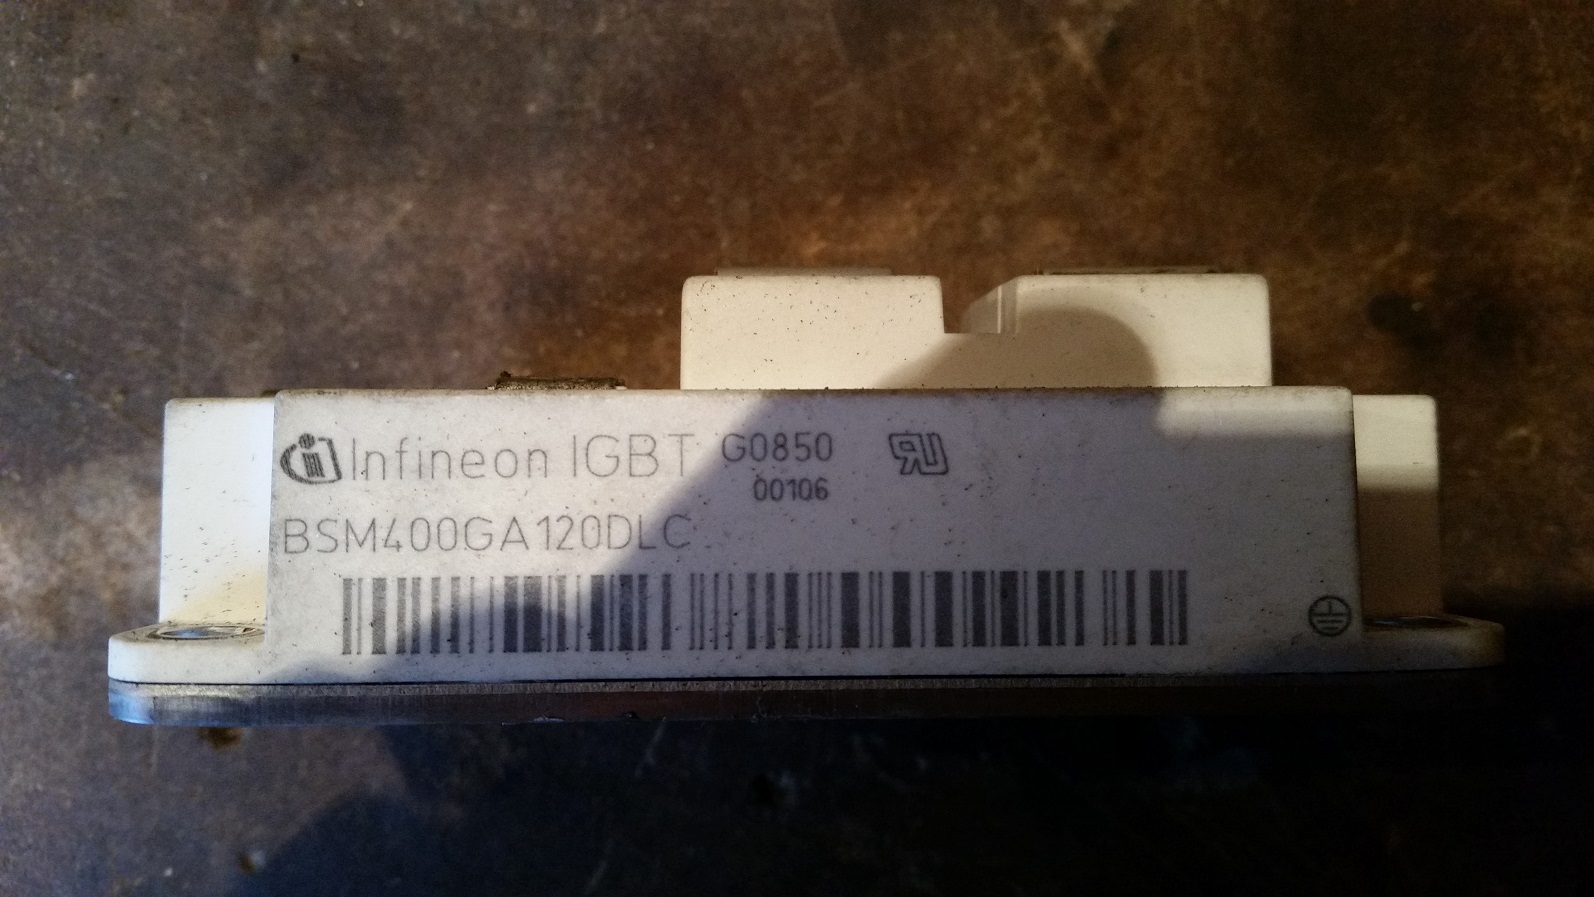 Infineon IGBT G0850
00106
BSM400GA120DLC